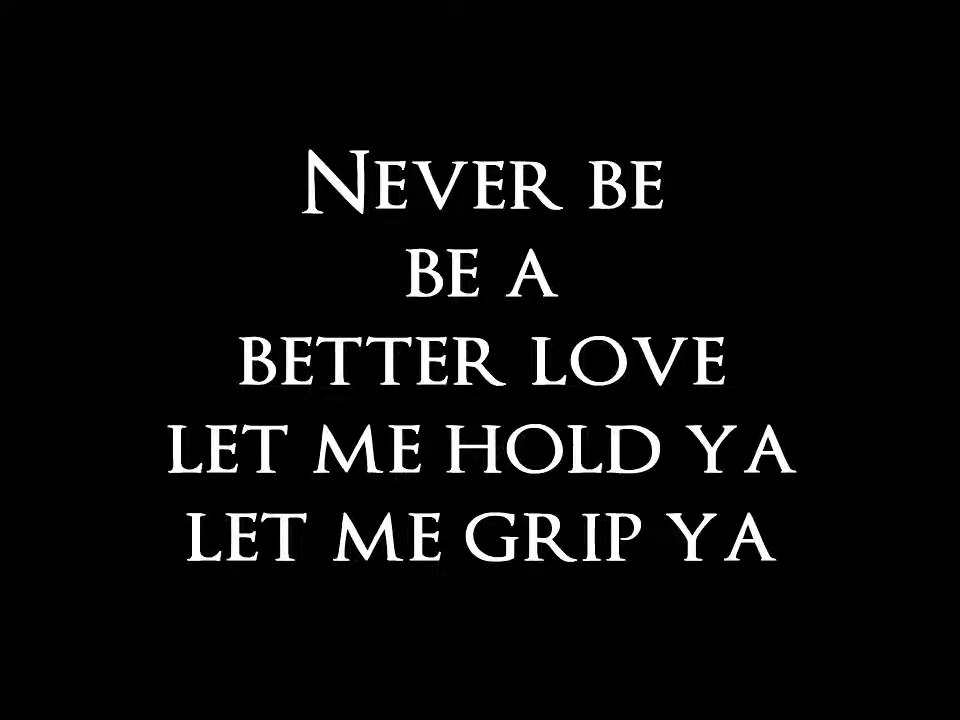 Never be
be a
better love
let me hold ya
let me grip ya